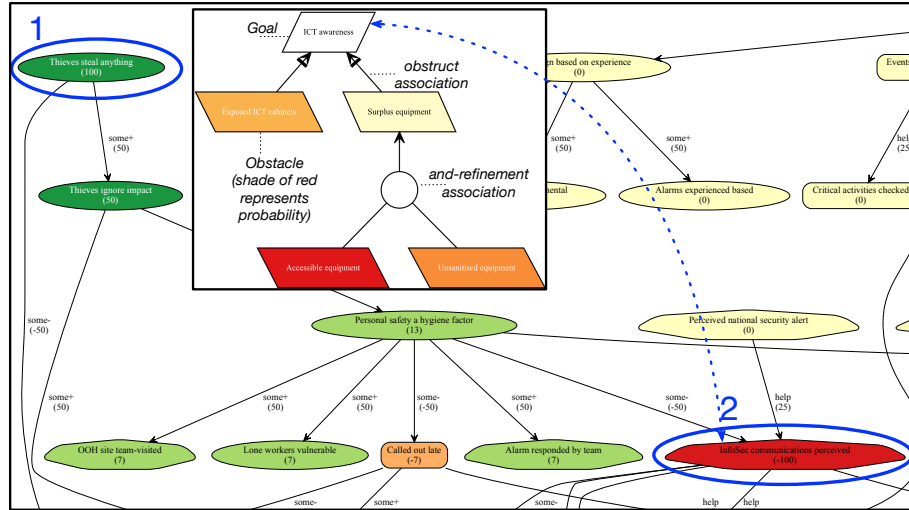 1
Thieves steal anything
(100)
Goal
ICT awareness
obstruct
association
Exposed ICT cabinets
Surplus equipment
Obstacle
(shade of red
represents
probability)
and-refinement
association
Accessible equipment
Unsanitised equipment
gn based on experience
(0)
Events
some+
(50)
some+
(50)
some+
(50)
help
(25
Thieves ignore impact
(50)
mental
Alarms experienced based
(0)
Critical activities checked
(0)
some-
(-50)
Personal safety a hygiene factor
(13)
Perceived national security alert
(0)
some+
(50)
some+
(50)
some+
(50)
some-
(-50)
some+
(50)
some-
(-50)
help
(25)
2
OOH site team-visited
(7)
Lone workers vulnerable
(7)
Called out late
(-7)
Alarm responded by team
(7)
InfoSec communications perceived
(-100)
some-
some+
some-
help
help